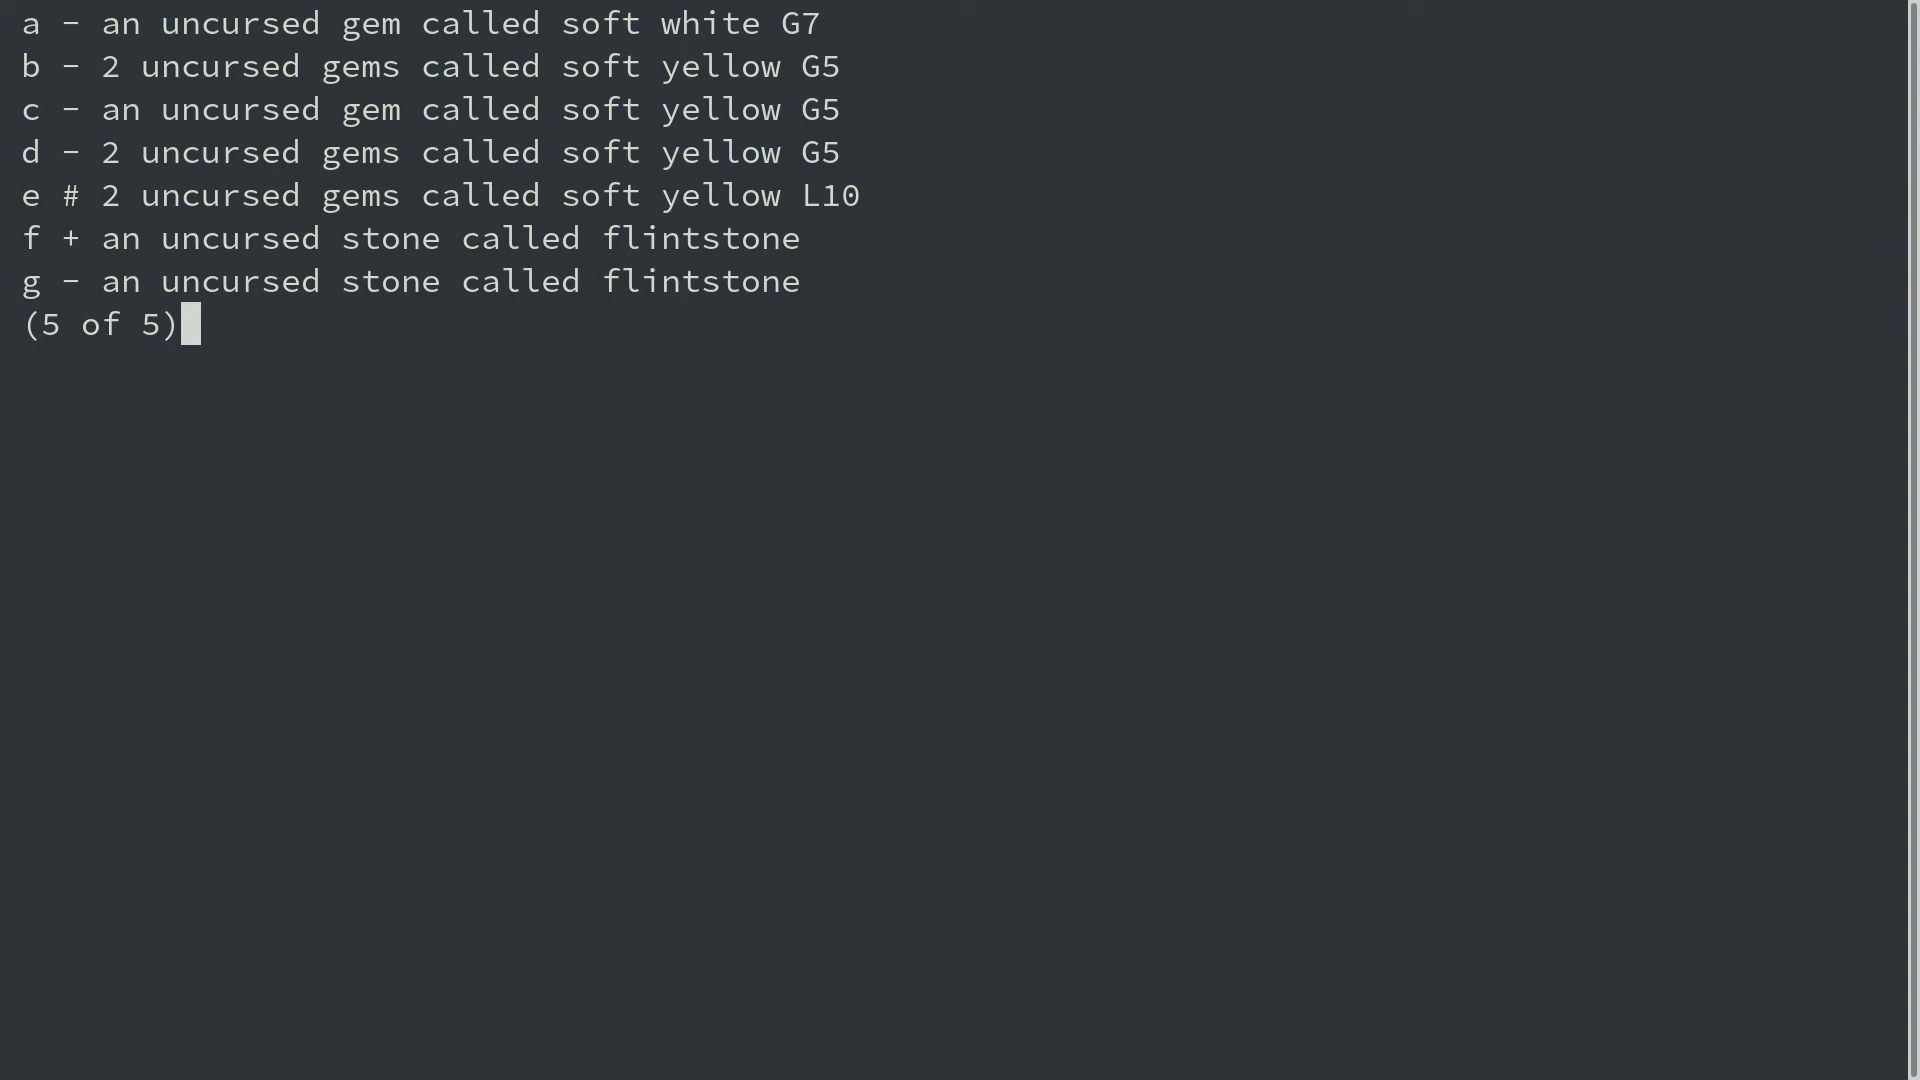 a - an uncursed gem called soft white G7
b - 2 uncursed gems called soft yellow G5
c - an uncursed gem called soft yellow G5
d - 2 uncursed gems called soft yellow G5
e # 2 uncursed gems called soft yellow L10
f + an uncursed stone called flintstone
g - an uncursed stone called flintstone
(5 of 5)